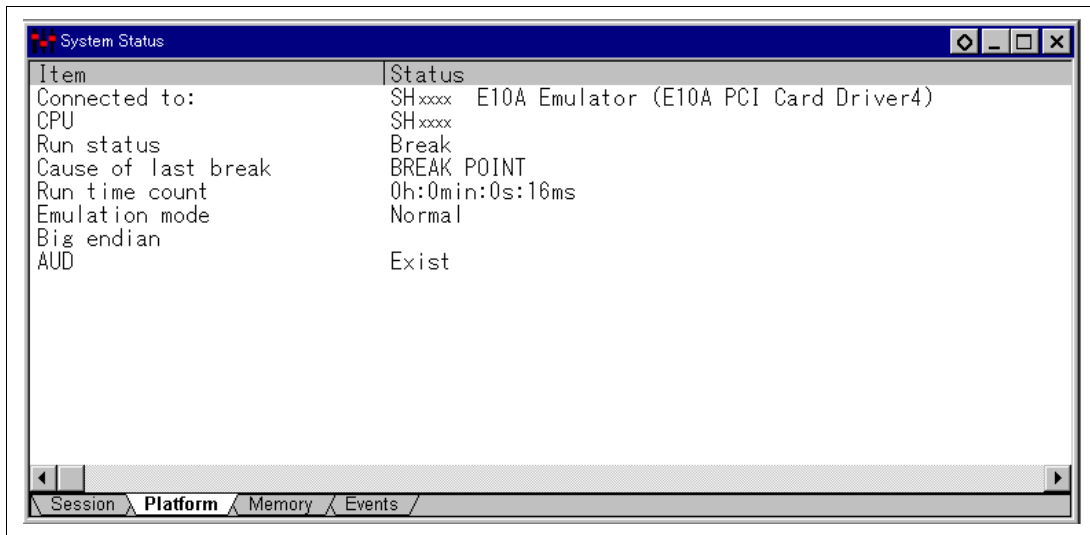 System Status
Item Status
Connected to: SHxxxx E10A Emulator (E10A PCI Card Driver4)
CPU SHxxxx
Run status Break
Cause of last break BREAK POINT
Run time count 0h:0min:0s:16ms
Emulation mode Normal
Big endian
AUD Exist
Session Platform Memory Events